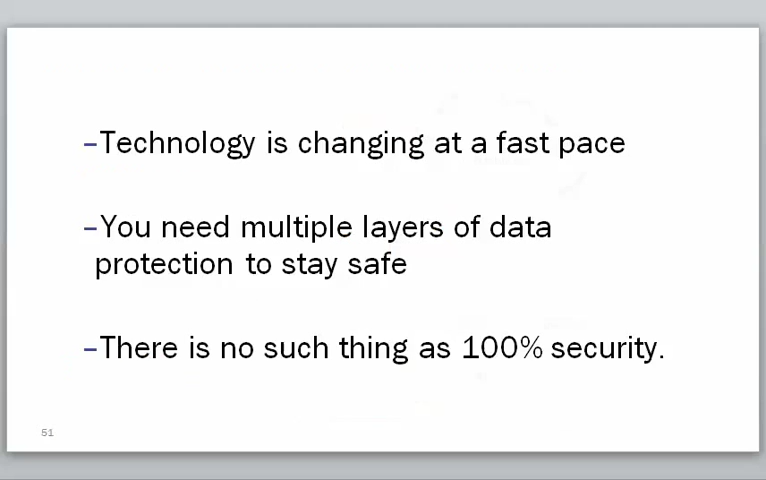 –Technology is changing at a fast pace
–You need multiple layers of data
protection to stay safe
–There is no such thing as 100% security.
51